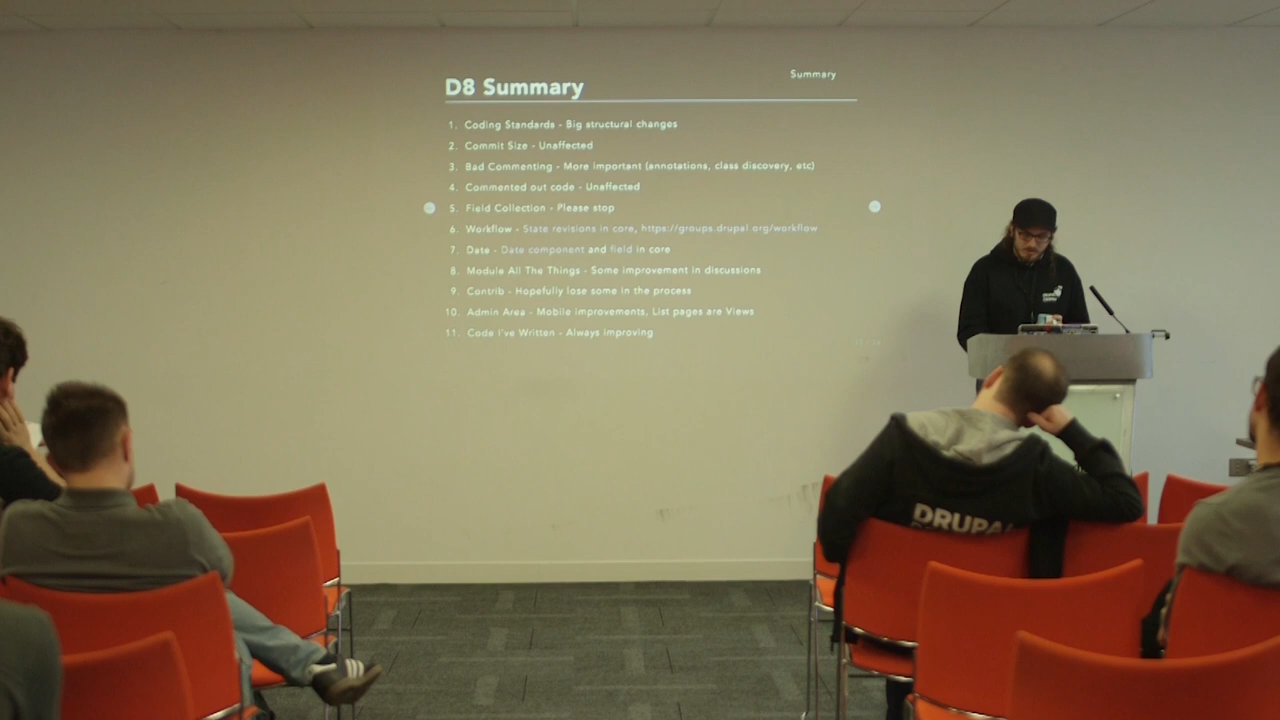 Summary
D8 Summary
1. Coding Standards - Big structural changes
2. Commit Size - Unaffected
3. Bad Commenting - More important (annotations, class discovery, etc)
4. Commented out code - Unaffected
5. Field Collection - Please stop
6. Workflow - State revisions in core, https://groups.drupal.org/workflow
7. Date - Date component and field in core
8. Module All The Things - Some improvement in discussions
9. Contrib - Hopefully lose some in the process
10. Admin Area - Mobile improvements, List pages are Views
11. Code I've Written - Always improving
DRUPAL